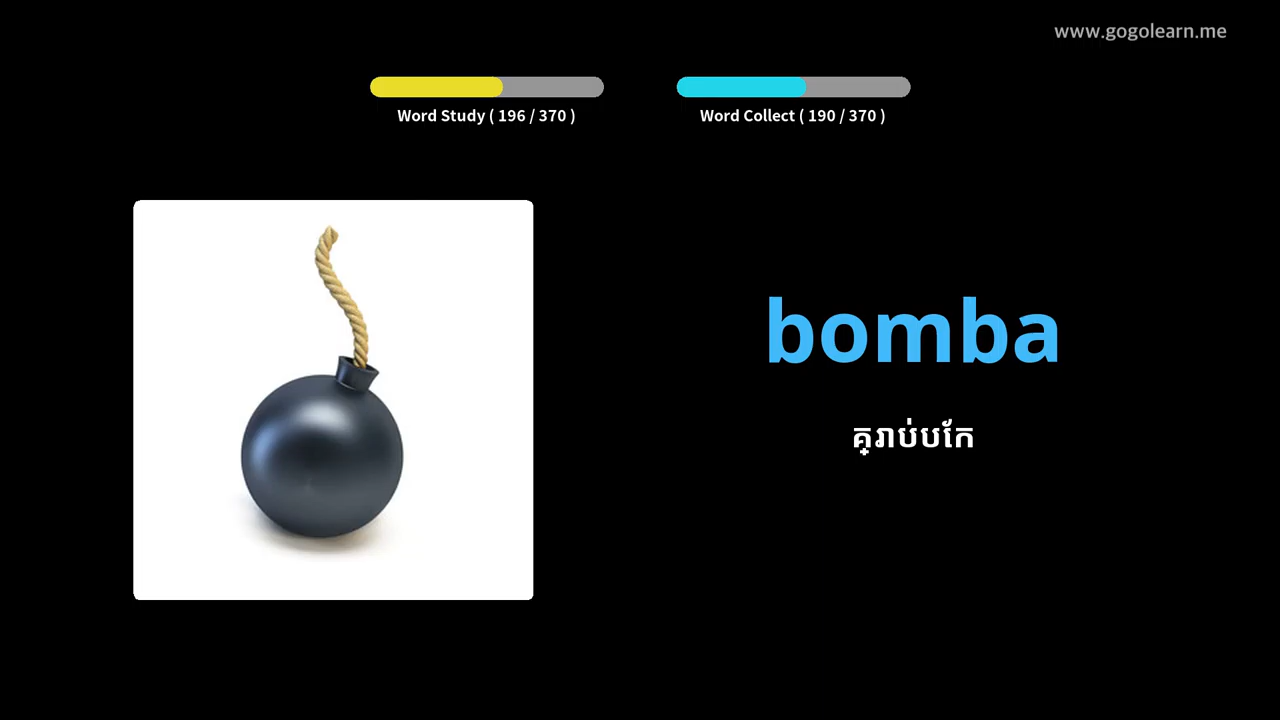 www.gogolearn.me
Word Study ( 196 / 370 )
Word Collect ( 190 / 370 )
bomba
គ្រាប់បែក